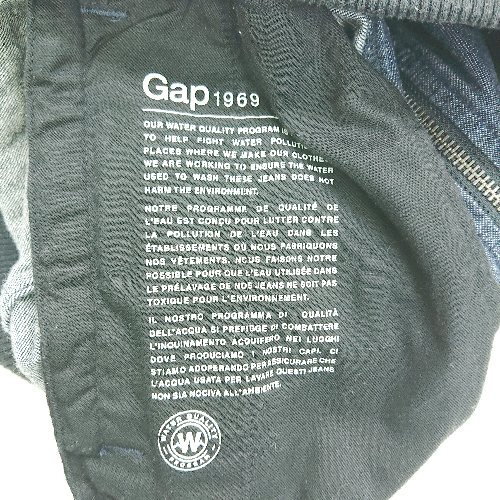 Gap 1969
OUR WATER QUALITY PROGRAM IS
TO HELP FIGHT WATER
PLACES WHERE WE MAKE OUR CLOTHES
WE ARE WORKING TO ENSURE THE WATER
USED TO WASH THESE JEANS DOES NOT
HARM THE ENVIRONMENT.
NOTRE PROGRAMME DE QUALITÉ DE
L'EAU EST CONÇU POUR LUTTER CONTRE
LA POLLUTION DE L'EAU DANS LES
ÉTABLISSEMENTS OÙ NOUS FABRIQUONS
NOS VÊTEMENTS. NOUS FAISONS NOTRE
POSSIBLE POUR QUE L'EAU UTILISÉE DANS
LE PRÉLAVAGE DE NOS JEANS NE SOIT PAS
TOXIQUE POUR L'ENVIRONNEMENT.
IL NOSTRO PROGRAMMA DI QUALITÀ
DELL'ACQUA SI PREFIGGE DI COMBATTERE
L'INQUINAMENTO ACQUIFERO NEI LUOGHI
DOVE PRODUCIAMO I NOSTRI CAPI. CI
STIAMO ADOPERANDO PER ASSICURARE CHE
L'ACQUA USATA PER LAVARE QUESTI JEANS
NON SIA NOCIVA ALL'AMBIENTE.
WATER QUALITY
W
PROGRAM